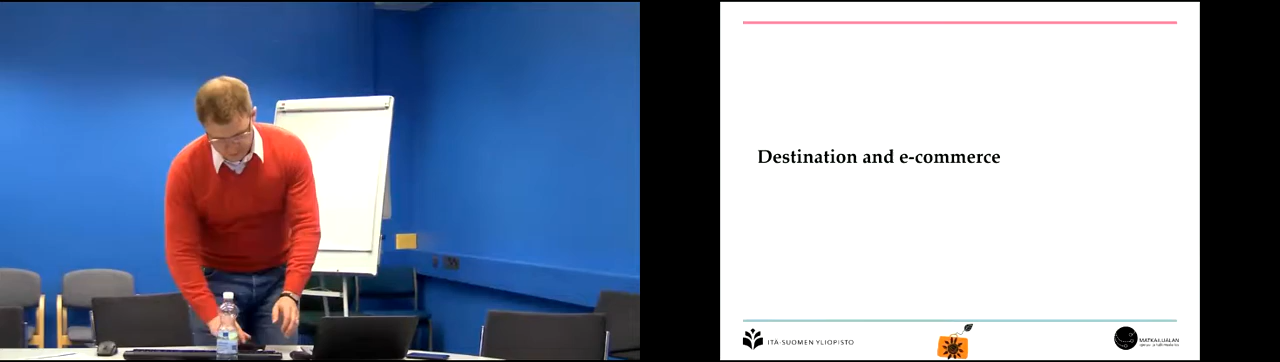 Destination and e-commerce
ITÄ-SUOMEN YLIOPISTO
MATKAILUALAN